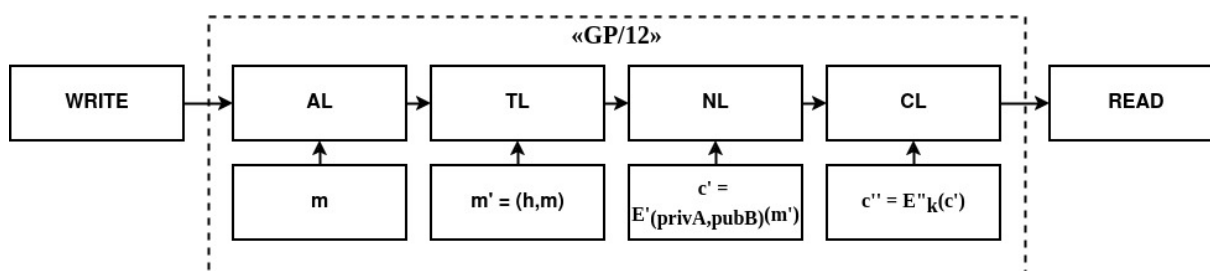 «GP/12»
WRITE
AL
TL
NL
CL
READ
m
m' = (h,m)
c' =
E'(privA,pubB)(m')
c'' = E"k(c')